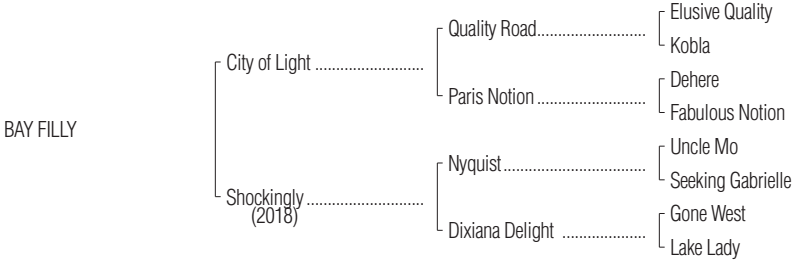 Elusive Quality
Quality Road..........................
Kobla
City of Light ..........................
Dehere
Paris Notion ..........................
Fabulous Notion
BAY FILLY
Uncle Mo
Nyquist..................................
Seeking Gabrielle
Shockingly ............................
(2018)
Gone West
Dixiana Delight ....................
Lake Lady